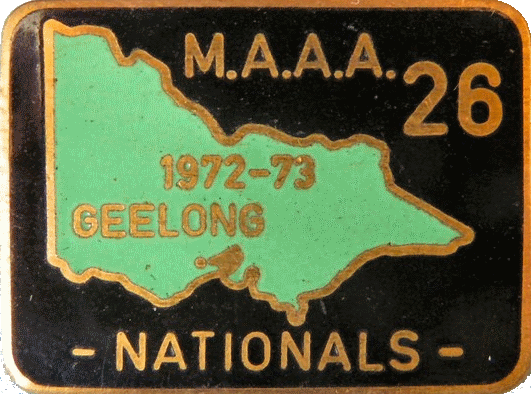 M.A.A.A.
26
1972-73
GEELONG
- NATIONALS -